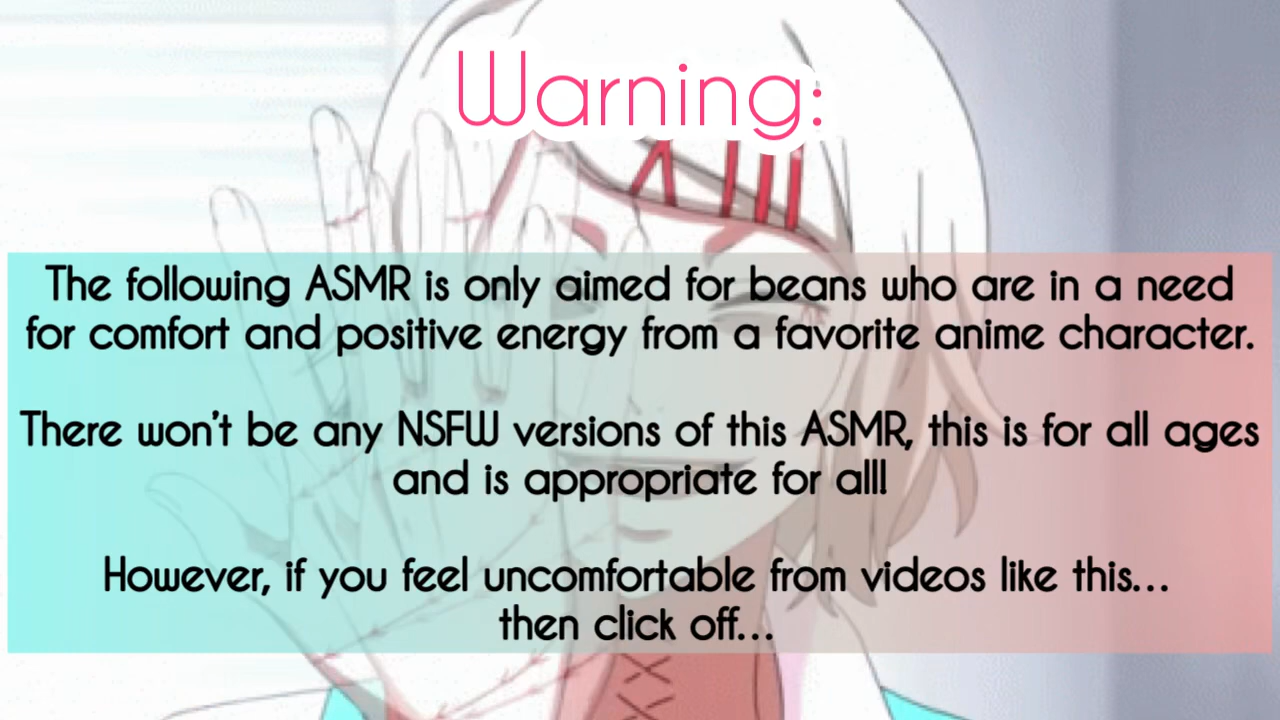 Warning:
The following ASMR is only aimed for beans who are in a need
for comfort and positive energy from a favorite anime character.
There won't be any NSFW versions of this ASMR, this is for all ages
and is appropriate for all!
However, if you feel uncomfortable from videos like this...
then click off...